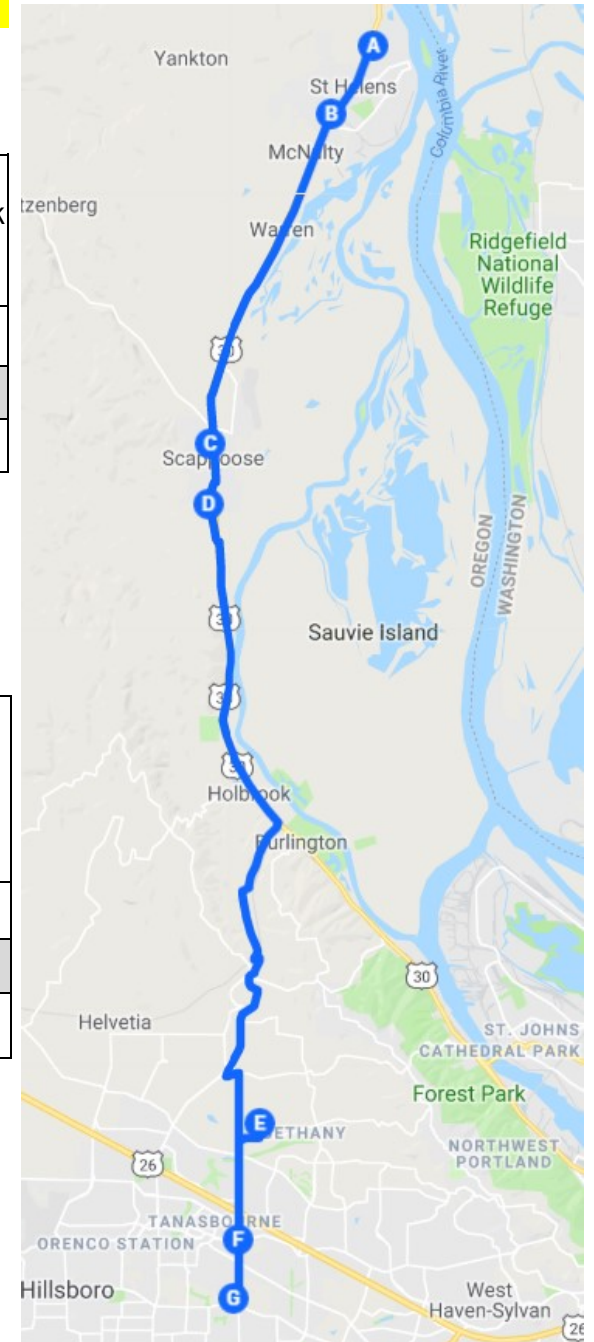 A
Yankton
St Helens
B
Columbia River
McNulty
k
tzenberg
Warren
Ridgefield
National
Wildlife
Refuge
30
C
Scappoose
D
OREGON
WASHINGTON
30
Sauvie Island
30
30
Holbrook
Burlington
30
Helvetia
ST. JOHNS
CATHEDRAL PARK
Forest Park
E
BETHANY
26
NORTHWEST
PORTLAND
TANASBOURNE
ORENCO STATION
F
Hillsboro
G
West
Haven-Sylvan
26